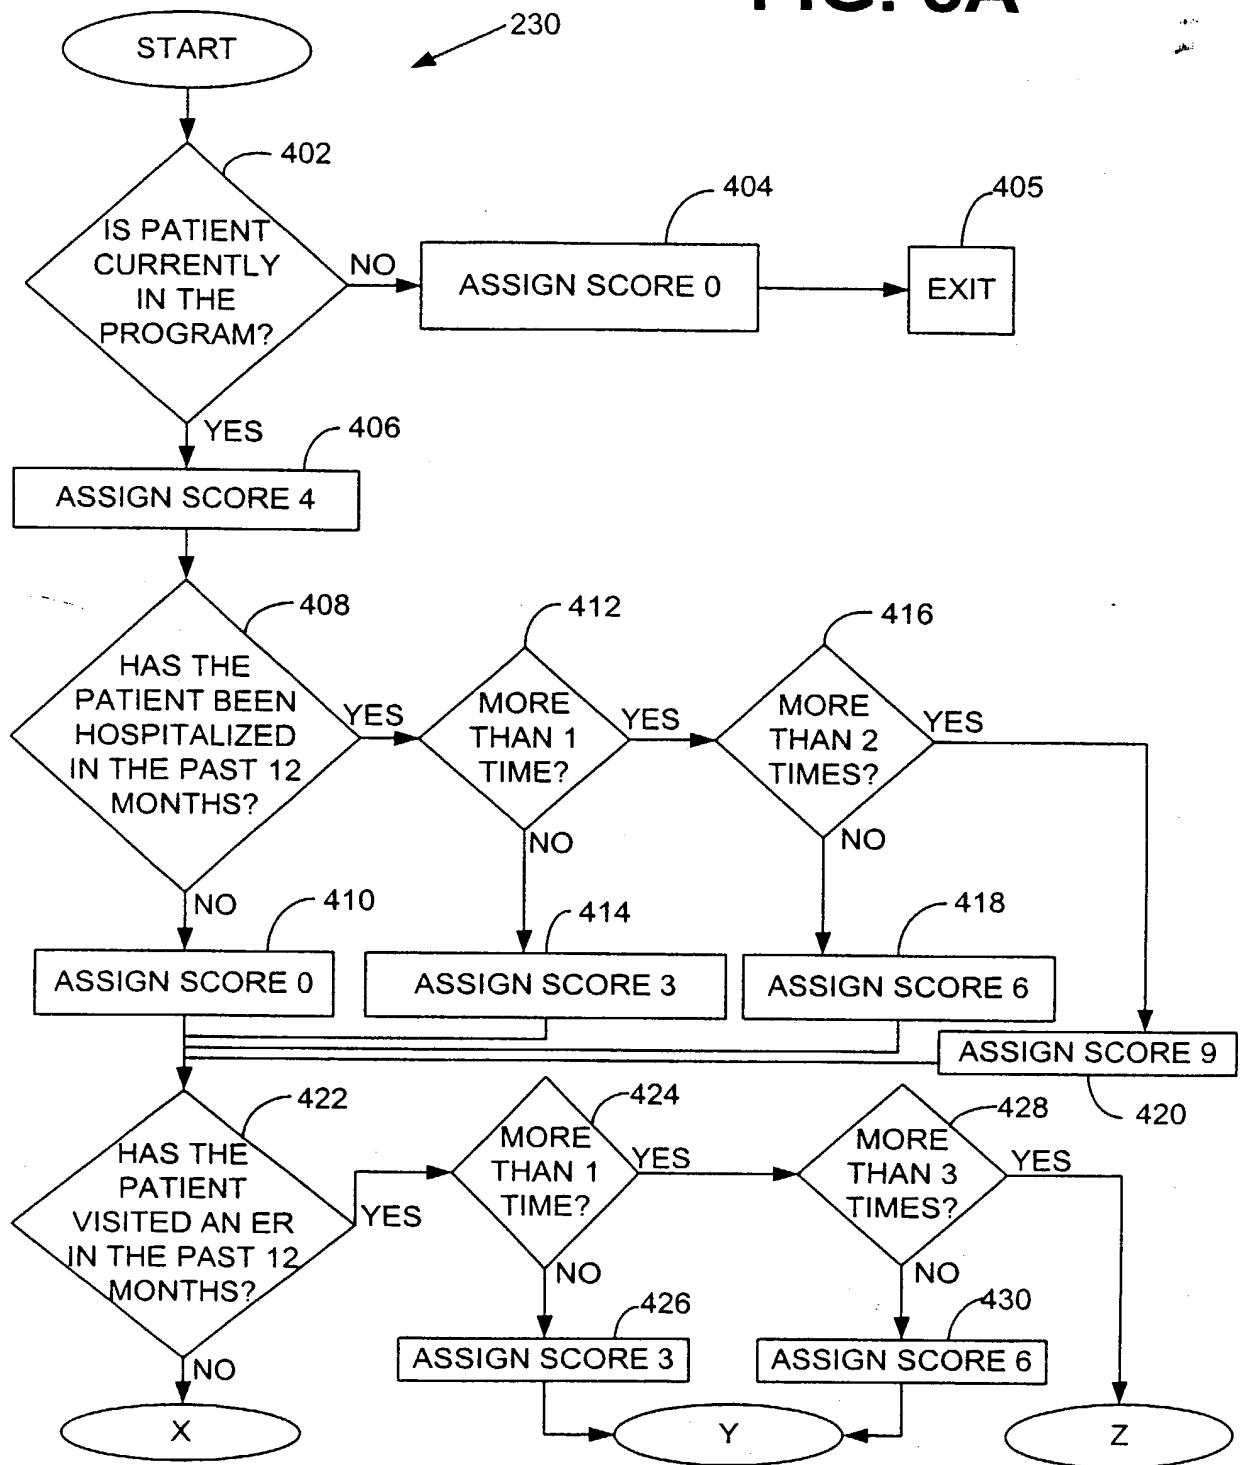 230
START
402
404
405
IS PATIENT
CURRENTLY
IN THE
PROGRAM?
NO
ASSIGN SCORE 0
EXIT
YES
406
ASSIGN SCORE 4
408
412
416
HAS THE
PATIENT BEEN
HOSPITALIZED
IN THE PAST 12
MONTHS?
YES
MORE
THAN 1
TIME?
YES
MORE
THAN 2
TIMES?
YES
NO
NO
NO
410
414
418
ASSIGN SCORE 0
ASSIGN SCORE 3
ASSIGN SCORE 6
ASSIGN SCORE 9
420
422
424
428
HAS THE
PATIENT
VISITED AN ER
IN THE PAST 12
MONTHS?
YES
MORE
THAN 1
TIME?
YES
MORE
THAN 3
TIMES?
YES
NO
NO
426
430
ASSIGN SCORE 3
ASSIGN SCORE 6
NO
X
Y
Z